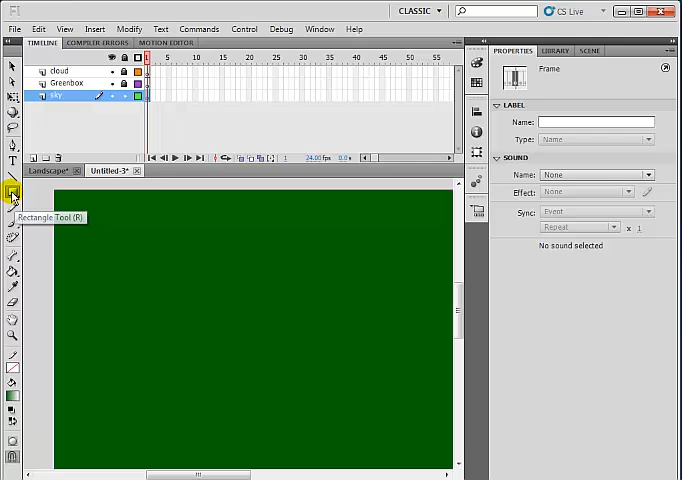 Fl
CLASSIC
CS Live
File Edit View Insert Modify Text Commands Control Debug Window Help
TIMELINE COMPILER ERRORS MOTION EDITOR
1 5 10 15 20 25 30 35 40 45 50 55
cloud
Greenbox
sky
1 24.00 fps 0.0 s
Landscape* Untitled-3*
Rectangle Tool (R)
PROPERTIES LIBRARY SCENE
Frame
LABEL
Name:
Type: Name
SOUND
Name: None
Effect: None
Sync: Event
Repeat x 1
No sound selected